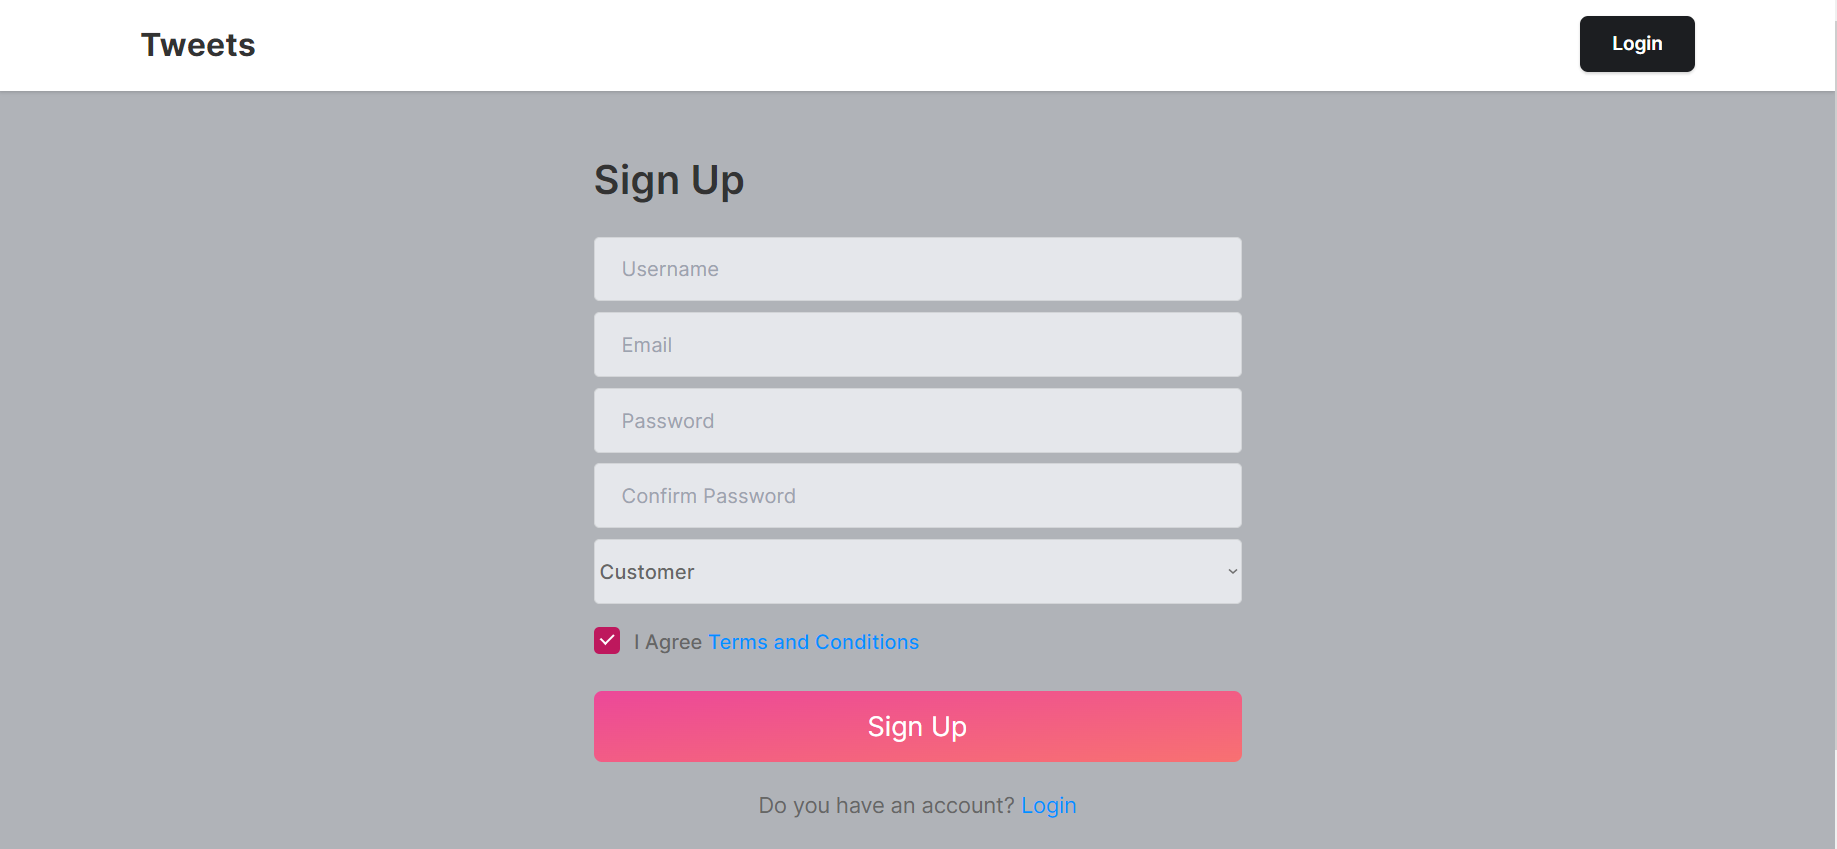 Tweets
Login
Sign Up
Username
Email
Password
Confirm Password
Customer
I Agree Terms and Conditions
Sign Up
Do you have an account? Login